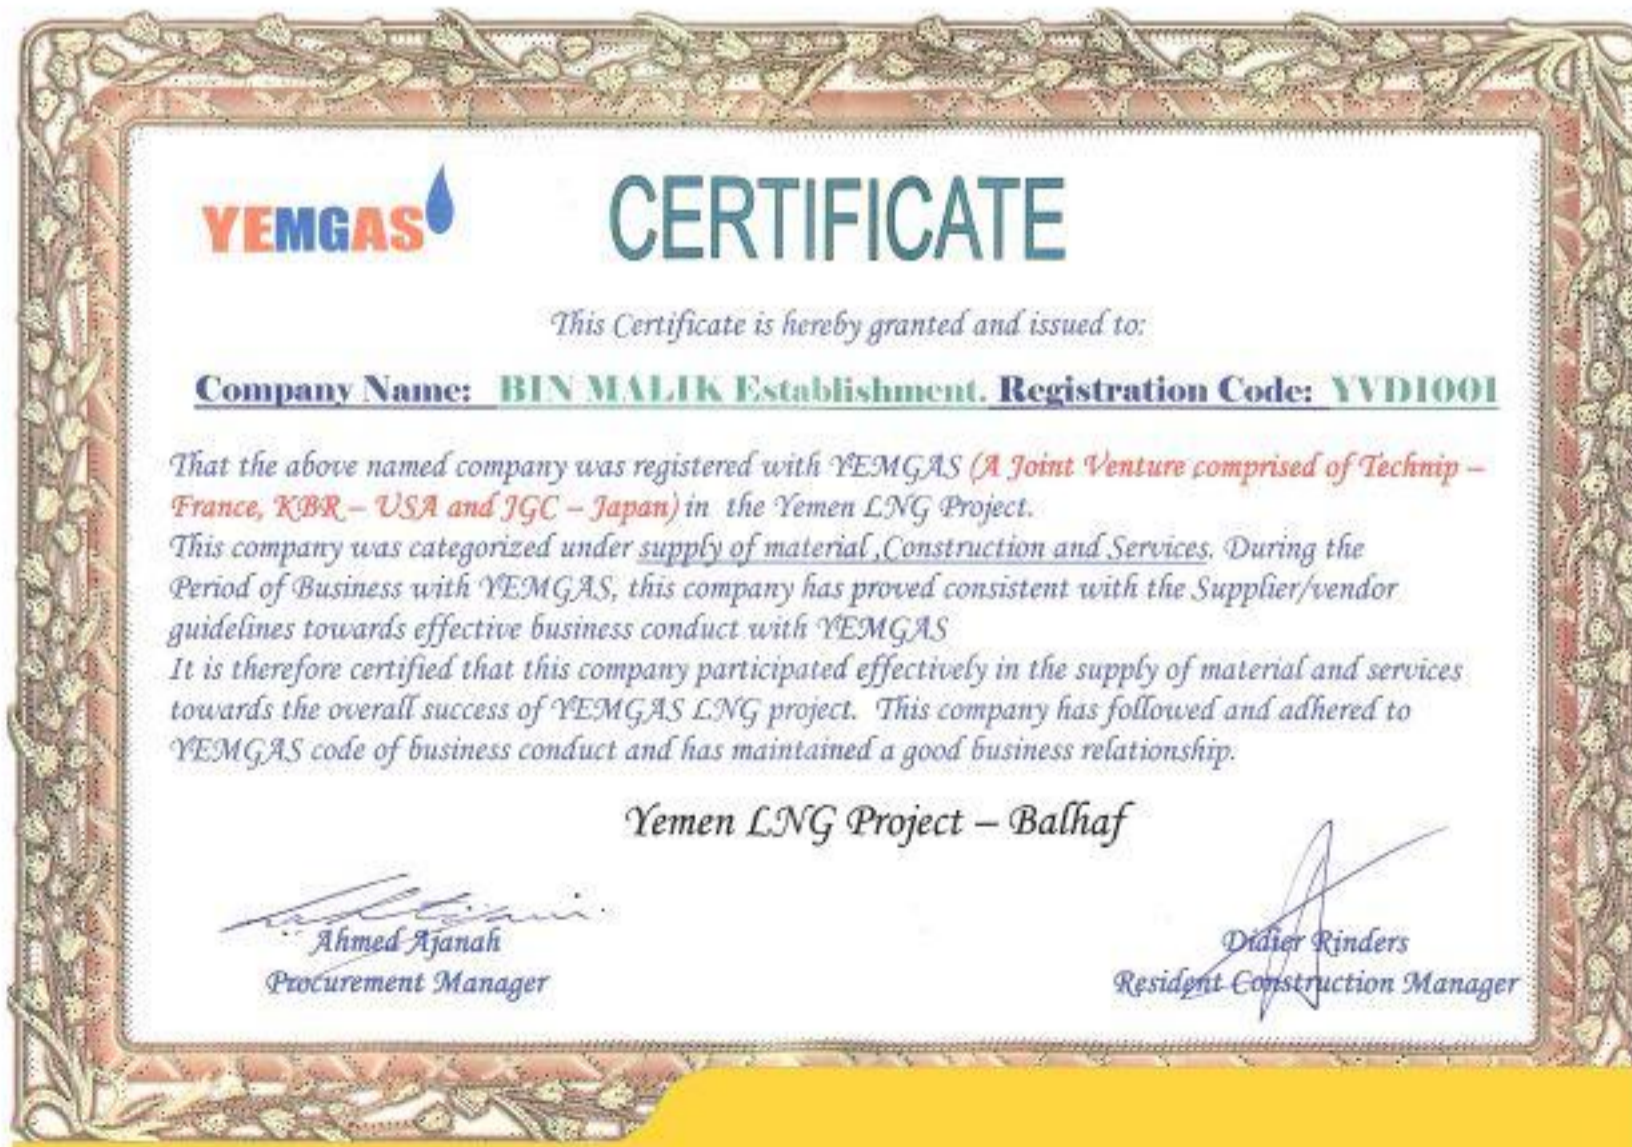 YEMGAS
CERTIFICATE
This Certificate is hereby granted and issued to:
Company Name: BIN MALIK Establishment. Registration Code: YVD1001
That the above named company was registered with YEMGAS (A Joint Venture comprised of Technip –
France, KBR – USA and JGC – Japan) in the Yemen LNG Project.
This company was categorized under supply of material ,Construction and Services. During the
Period of Business with YEMGAS, this company has proved consistent with the Supplier/vendor
guidelines towards effective business conduct with YEMGAS
It is therefore certified that this company participated effectively in the supply of material and services
towards the overall success of YEMGAS LNG project. This company has followed and adhered to
YEMGAS code of business conduct and has maintained a good business relationship.
Yemen LNG Project – Balhaf
Ahmed Ajanah
Procurement Manager
Didier Rinders
Resident Construction Manager